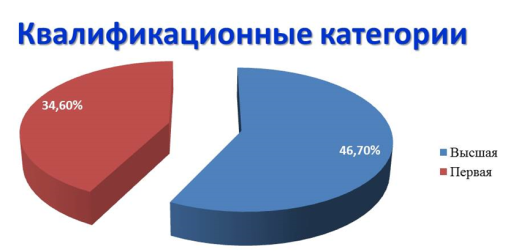 Квалификационные категории
34,60%
46,70%
Высшая
Первая